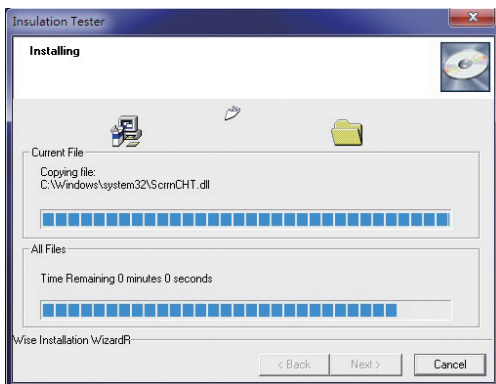 Insulation Tester
Installing
Current File
Copying file:
C:\Windows\system32\ScrrnCHT.dll
All Files
Time Remaining 0 minutes 0 seconds
Wise Installation WizardR
< Back
Next >
Cancel